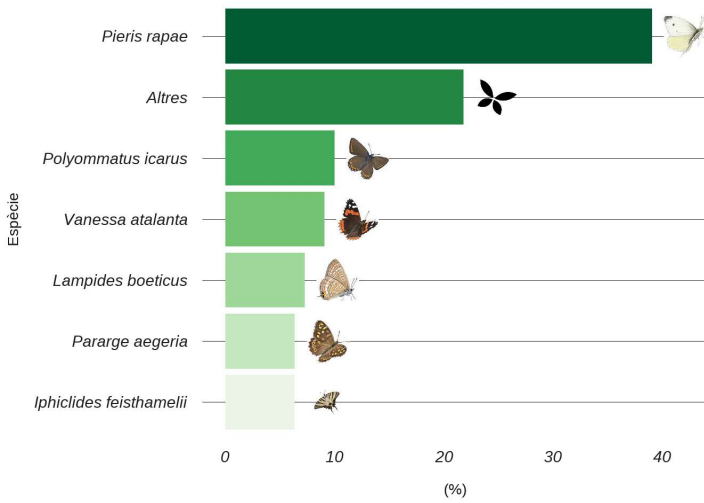 Pieris rapae
Altres
Polyommatus icarus
Vanessa atalanta
Lampides boeticus
Pararge aegeria
Iphiclides feisthamelii
Espècie
0 10 20 30 40
(%)